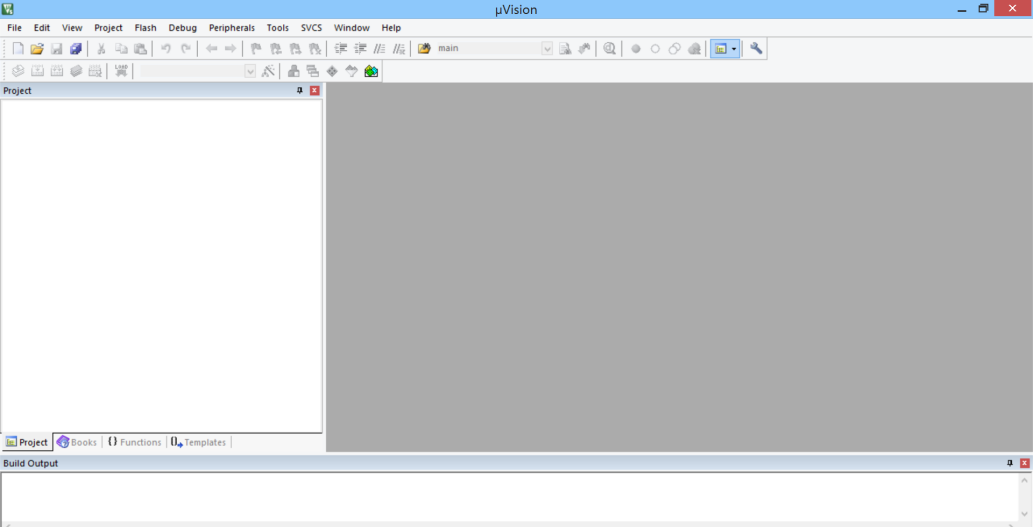 µVision
File Edit View Project Flash Debug Peripherals Tools SVCS Window Help
main
LOAD
Project
Project Books {} Functions {} Templates
Build Output